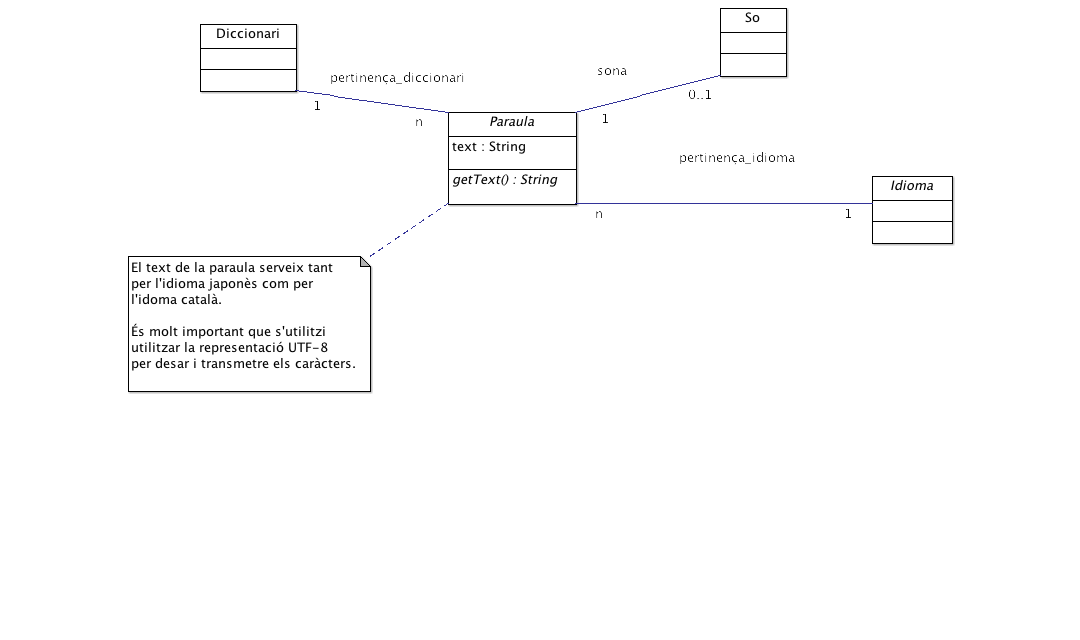 So
Diccionari
sona
pertinença_diccionari
0..1
1
n
1
Paraula
text : String
pertinença_idioma
getText() : String
Idioma
n
1
El text de la paraula serveix tant
per l'idioma japonès com per
l'idoma català.
És molt important que s'utilitzi
utilitzar la representació UTF-8
per desar i transmetre els caràcters.